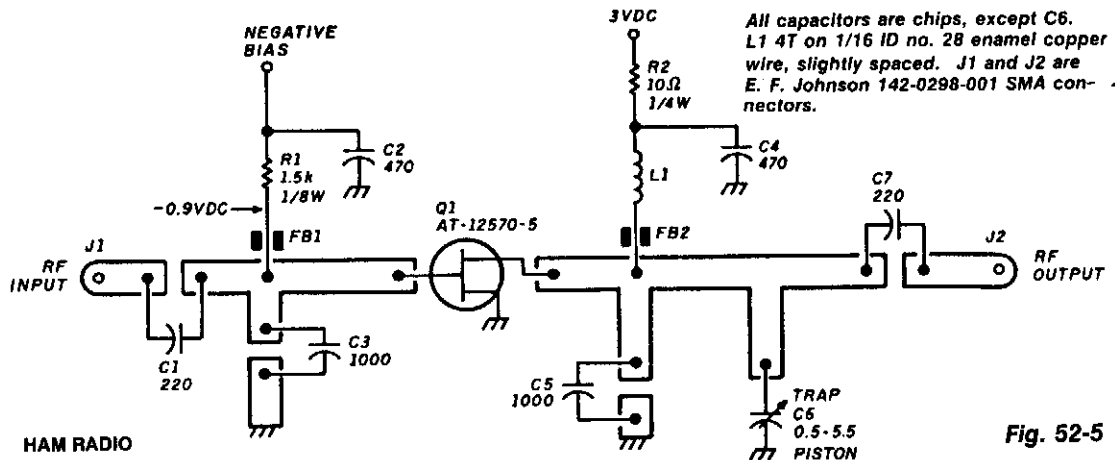 NEGATIVE
BIAS
3VDC
All capacitors are chips, except C6.
L1 4T on 1/16 ID no. 28 enamel copper
wire, slightly spaced. J1 and J2 are
E. F. Johnson 142-0298-001 SMA con-
nectors.
R2
10Ω
1/4W
R1
1.5k
1/8W
C2
470
L1
C4
470
C7
220
-0.9VDC
Q1
AT-12570-5
J1
FB1
FB2
J2
RF
INPUT
RF
OUTPUT
C1
220
C3
1000
C5
1000
TRAP
C6
0.5-5.5
PISTON
HAM RADIO
Fig. 52-5